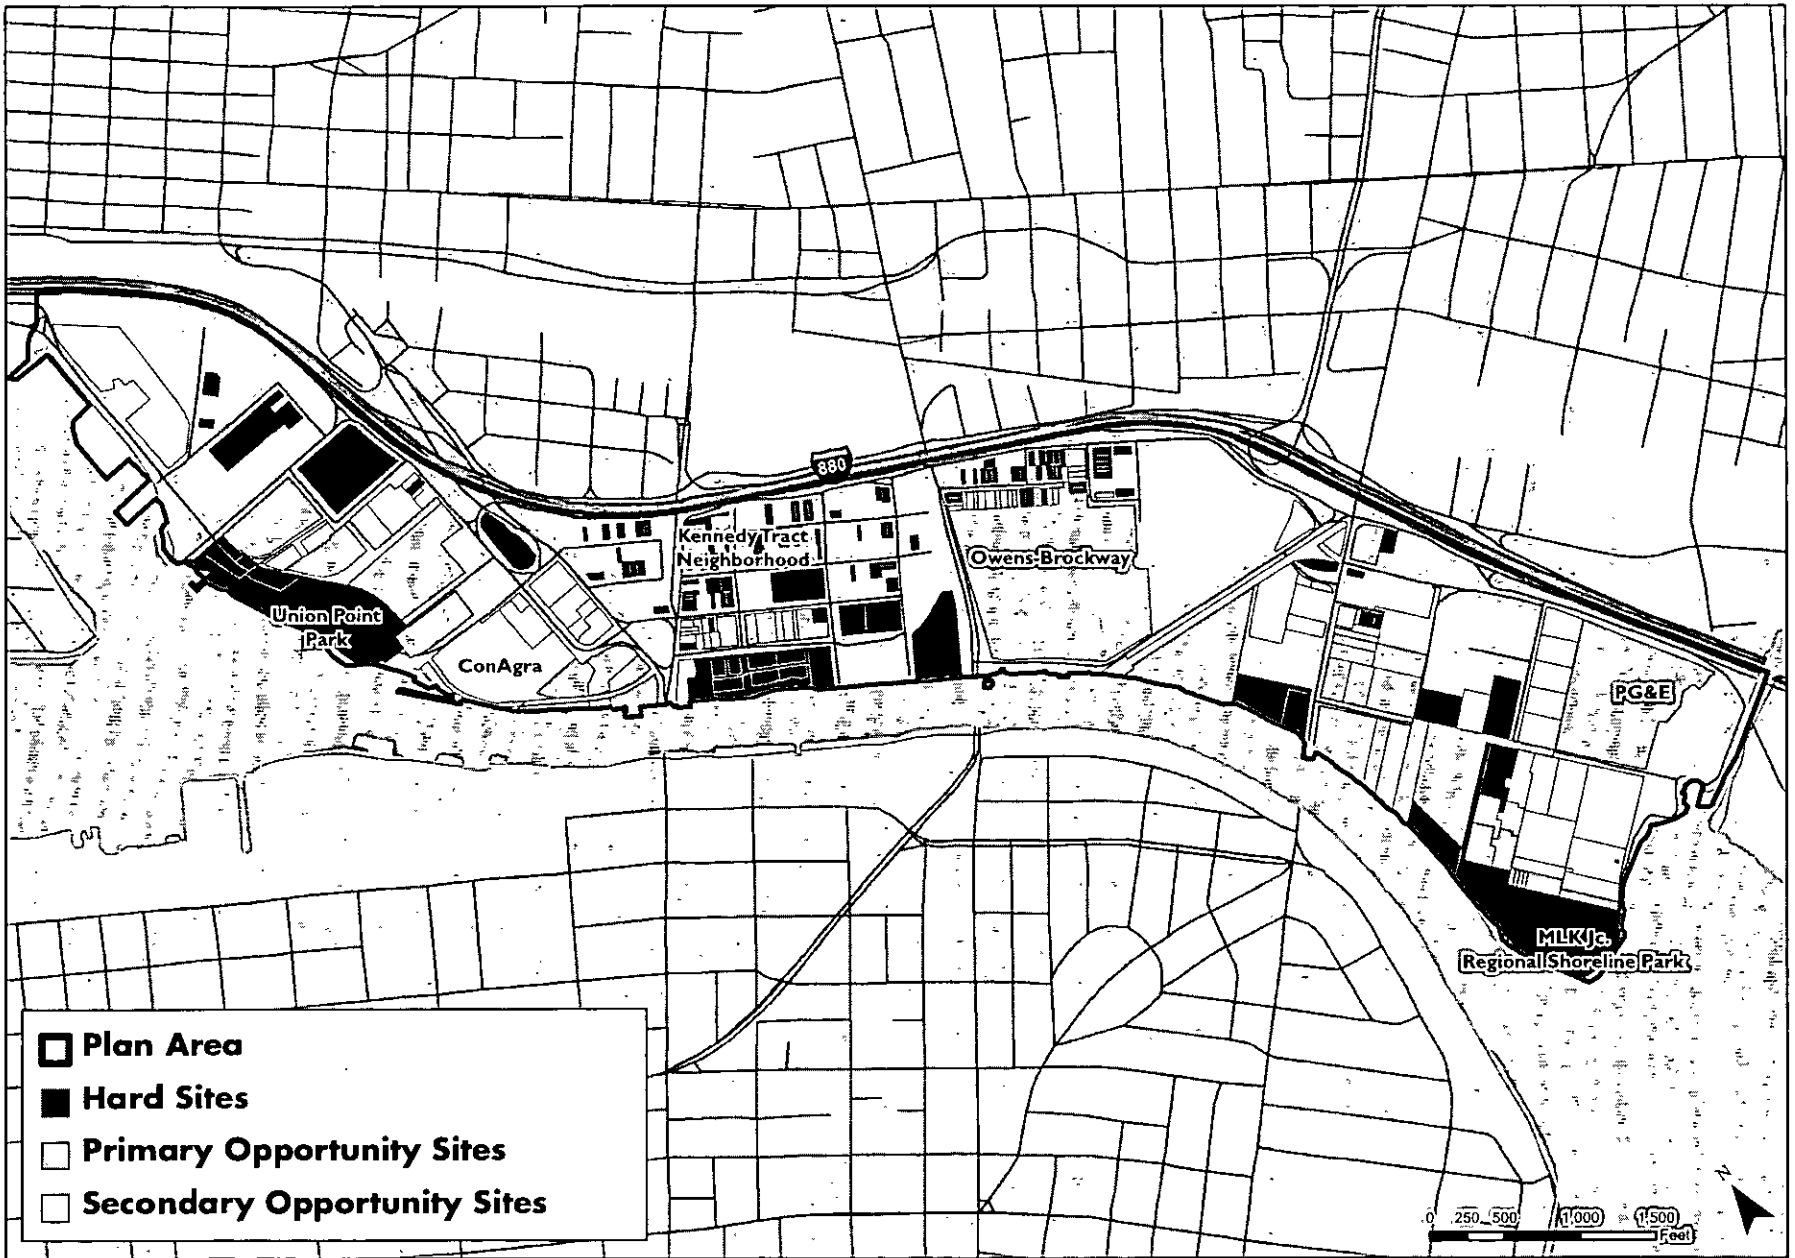 880
Kennedy Tract
Neighborhood
Owens-Brockway
Union Point
Park
ConAgra
PG&E
MLK Jc.
Regional Shoreline Park
Plan Area
Hard Sites
Primary Opportunity Sites
Secondary Opportunity Sites
N
0 250 500 1,000 1,500
Feet